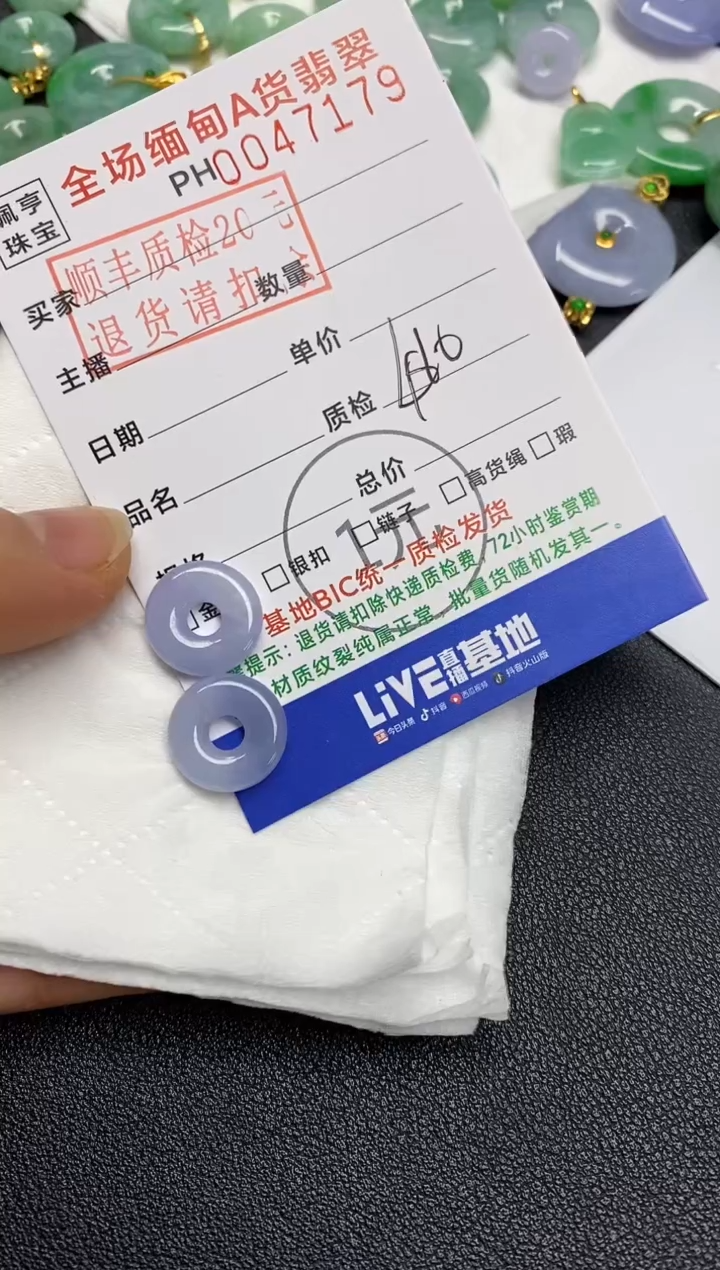 全场缅甸A货翡翠
PH0047179
佩亨
珠宝
顺丰质检20元
退货请扣除
买家 数量
主播 单价
日期 质检
品名 总价
1元
金 银扣 链子 高货绳 瑕
基地BIC统一质检发货
提示：退货请扣除快递质检费，72小时鉴赏期
材质纹裂纯属正常，批量货随机发其一。
LiVE直播基地
今日头条 抖音 西瓜视频 抖音火山版